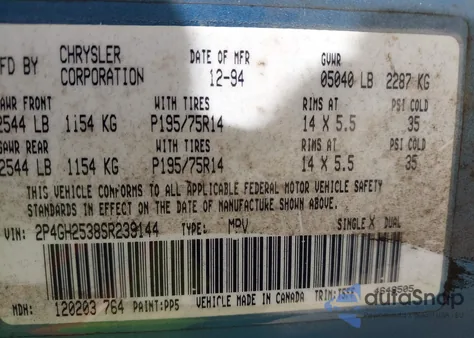 MFD BY CHRYSLER CORPORATION DATE OF MFR 12-94 GVWR 05040 LB 2287 KG
GAWR FRONT WITH TIRES RIMS AT PSI COLD
2544 LB 1154 KG P195/75R14 14 X 5.5 35
GAWR REAR WITH TIRES RIMS AT PSI COLD
2544 LB 1154 KG P195/75R14 14 X 5.5 35
THIS VEHICLE CONFORMS TO ALL APPLICABLE FEDERAL MOTOR VEHICLE SAFETY
STANDARDS IN EFFECT ON THE DATE OF MANUFACTURE SHOWN ABOVE.
VIN: 2P4GH2538SR239144 TYPE: MPV SINGLE X DUAL
MDH: 120203 764 PAINT: PP5 VEHICLE MADE IN CANADA TRIM: 4648505
autoSnap